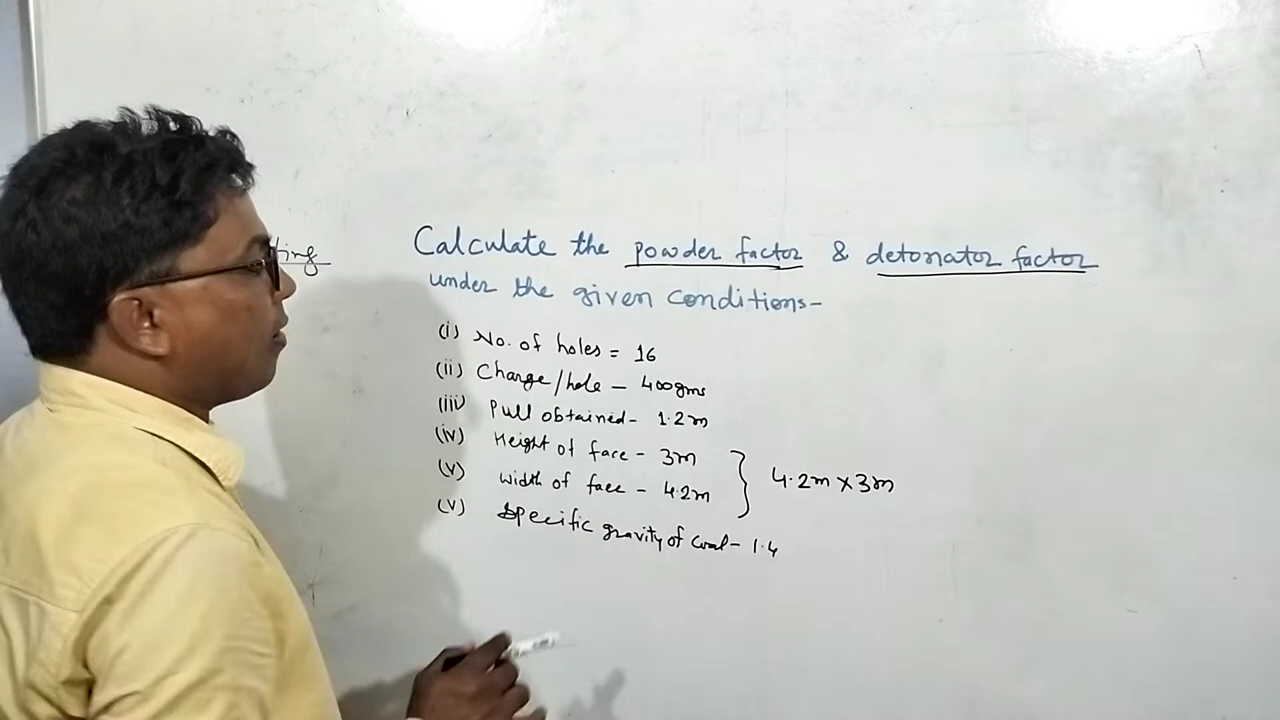 ting
Calculate the powder factor & detonator factor
under the given conditions-
(i) No. of holes = 16
(ii) Charge/hole - 400gms
(iii) Pull obtained - 1.2m
(iv) Height of face - 3m
(v) width of face - 4.2m
} 4.2m x 3m
(v) Specific gravity of coal - 1.4